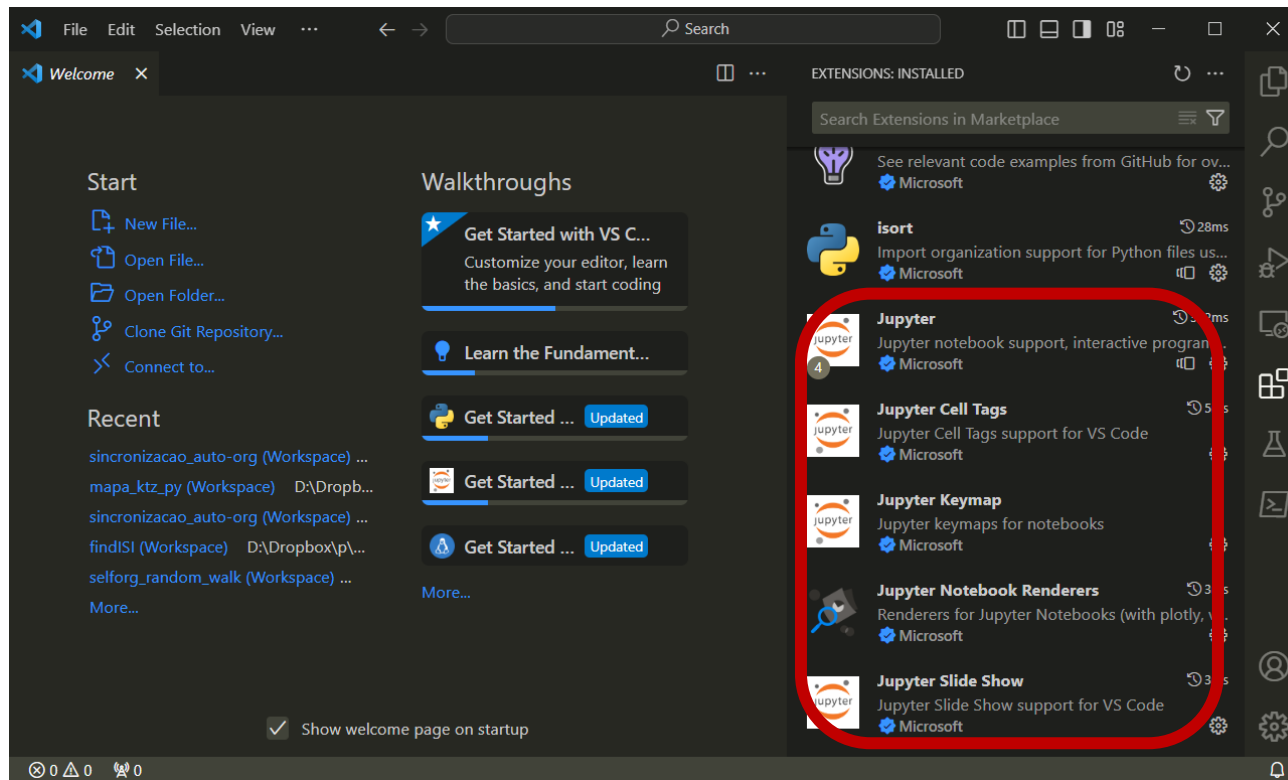 File Edit Selection View ··· Search
Welcome
Start
New File...
Open File...
Open Folder...
Clone Git Repository...
Connect to...
Recent
sincronizacao_auto-org (Workspace) ...
mapa_ktz_py (Workspace) D:\Dropb...
sincronizacao_auto-org (Workspace) ...
findISI (Workspace) D:\Dropbox\p\...
selforg_random_walk (Workspace) ...
More...
Walkthroughs
Get Started with VS C...
Customize your editor, learn
the basics, and start coding
Learn the Fundament...
Get Started ... Updated
Get Started ... Updated
Get Started ... Updated
More...
Show welcome page on startup
EXTENSIONS: INSTALLED
Search Extensions in Marketplace
See relevant code examples from GitHub for ov...
Microsoft
isort 28ms
Import organization support for Python files us...
Microsoft
Jupyter
Jupyter notebook support, interactive program...
4 Microsoft
Jupyter Cell Tags
Jupyter Cell Tags support for VS Code
Microsoft
Jupyter Keymap
Jupyter keymaps for notebooks
Microsoft
Jupyter Notebook Renderers
Renderers for Jupyter Notebooks (with plotly, v...
Microsoft
Jupyter Slide Show
Jupyter Slide Show support for VS Code
Microsoft
0 0 0